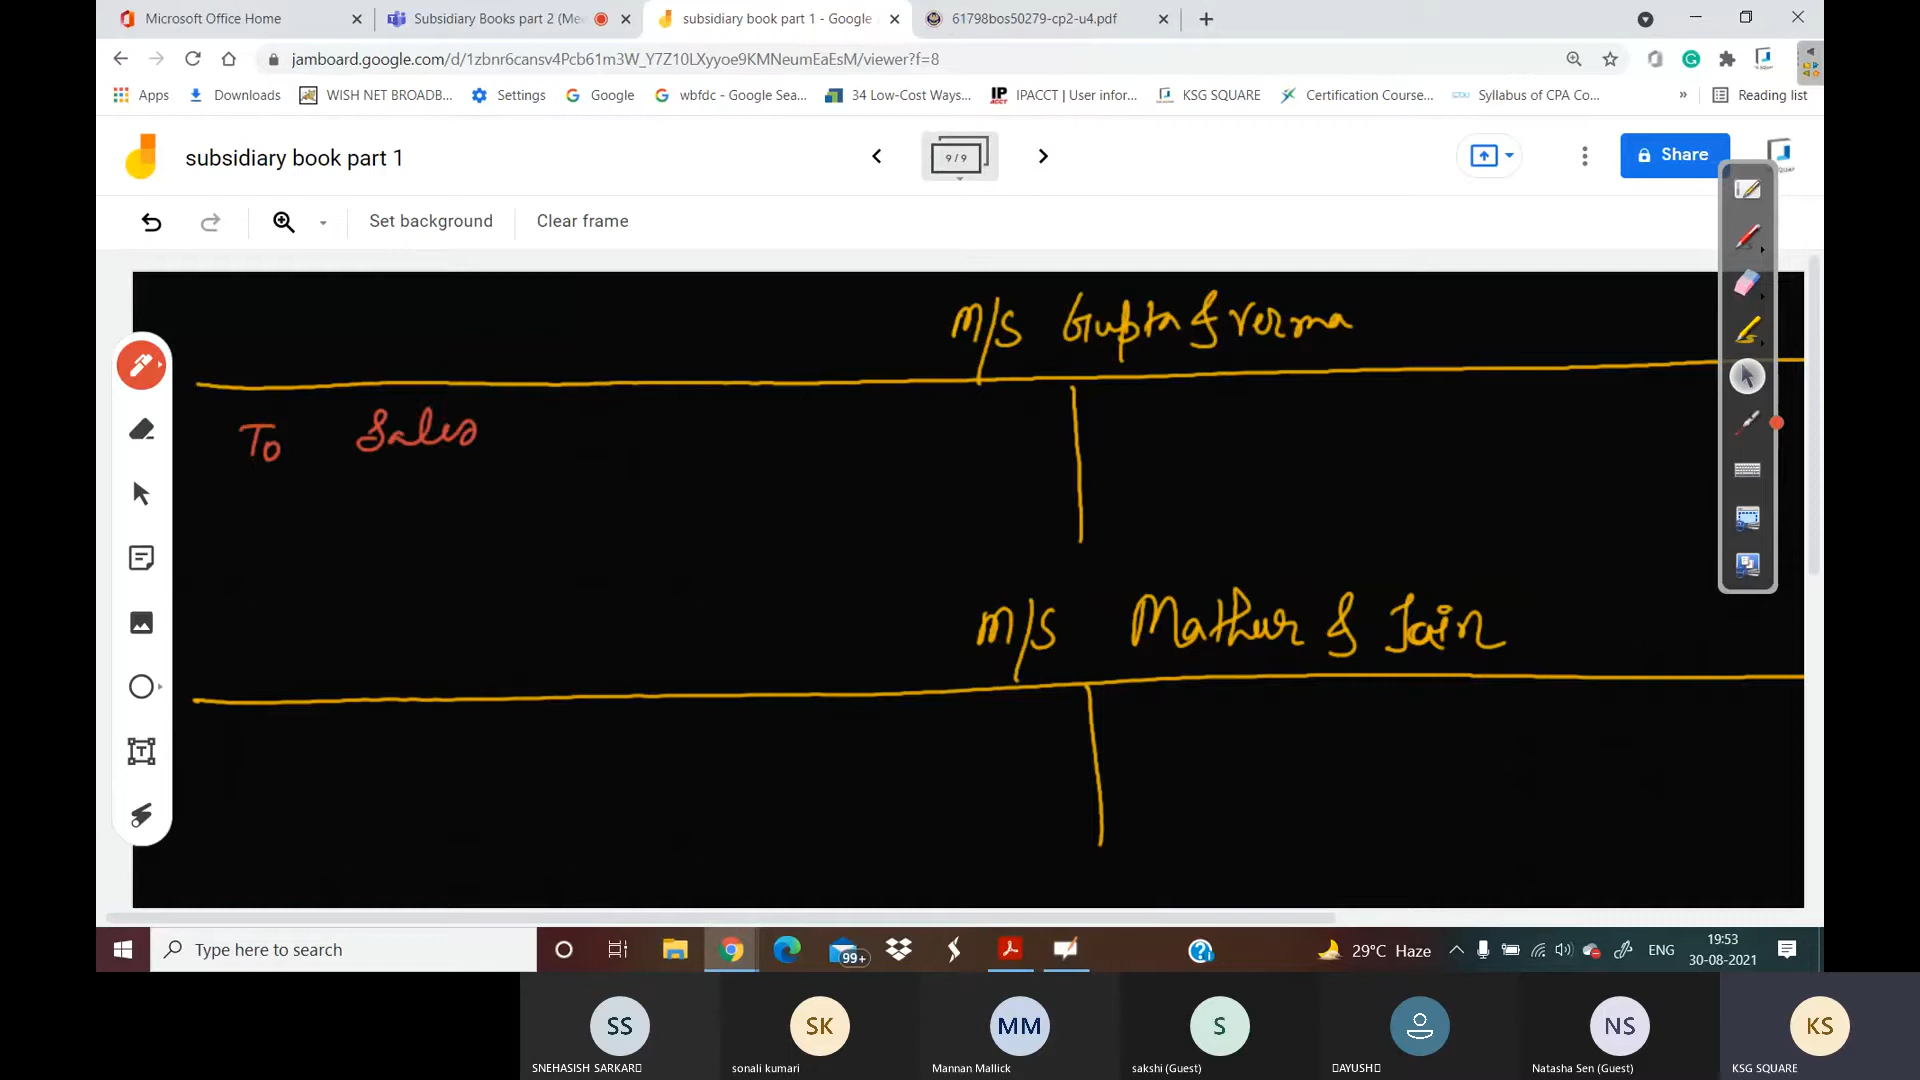 Microsoft Office Home
Subsidiary Books part 2 (Me
subsidiary book part 1 - Google
61798bos50279-cp2-u4.pdf
jamboard.google.com/d/1zbnr6cansv4Pcb61m3W_Y7Z10LXyyoe9KMNeumEaEsM/viewer?f=8
Apps
Downloads
WISH NET BROADB...
Settings
Google
wbfdc - Google Sea...
34 Low-Cost Ways...
IP ACCT
IPACCT | User infor...
KSG SQUARE
Certification Course...
Syllabus of CPA Co...
»
Reading list
subsidiary book part 1
9 / 9
Share
Set background
Clear frame
M/S Gupta & Verma
To Sales
M/S Mathur & Jain
Type here to search
99+
29°C Haze
ENG
19:53
30-08-2021
SS
SK
MM
S
NS
KS
SNEHASISH SARKAR
sonali kumari
Mannan Mallick
sakshi (Guest)
AYUSH
Natasha Sen (Guest)
KSG SQUARE